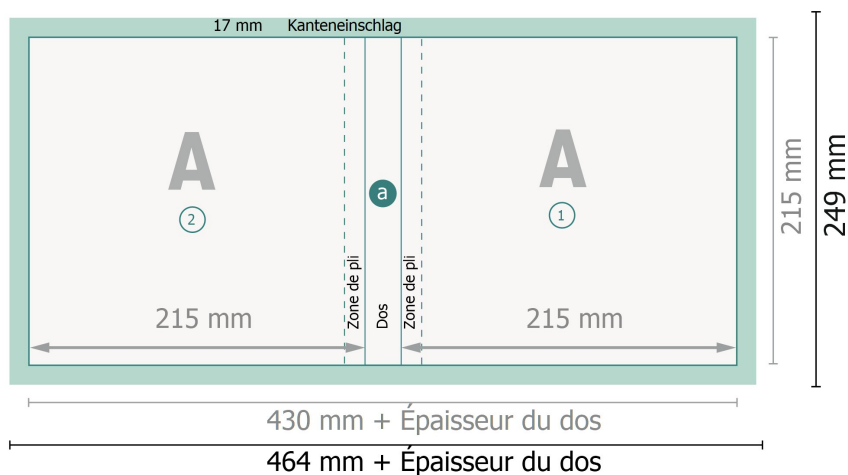 17 mm Kanteneinschlag
A
A
a
2
1
215 mm
249 mm
Zone de pli
Dos
Zone de pli
215 mm
215 mm
430 mm + Épaisseur du dos
464 mm + Épaisseur du dos